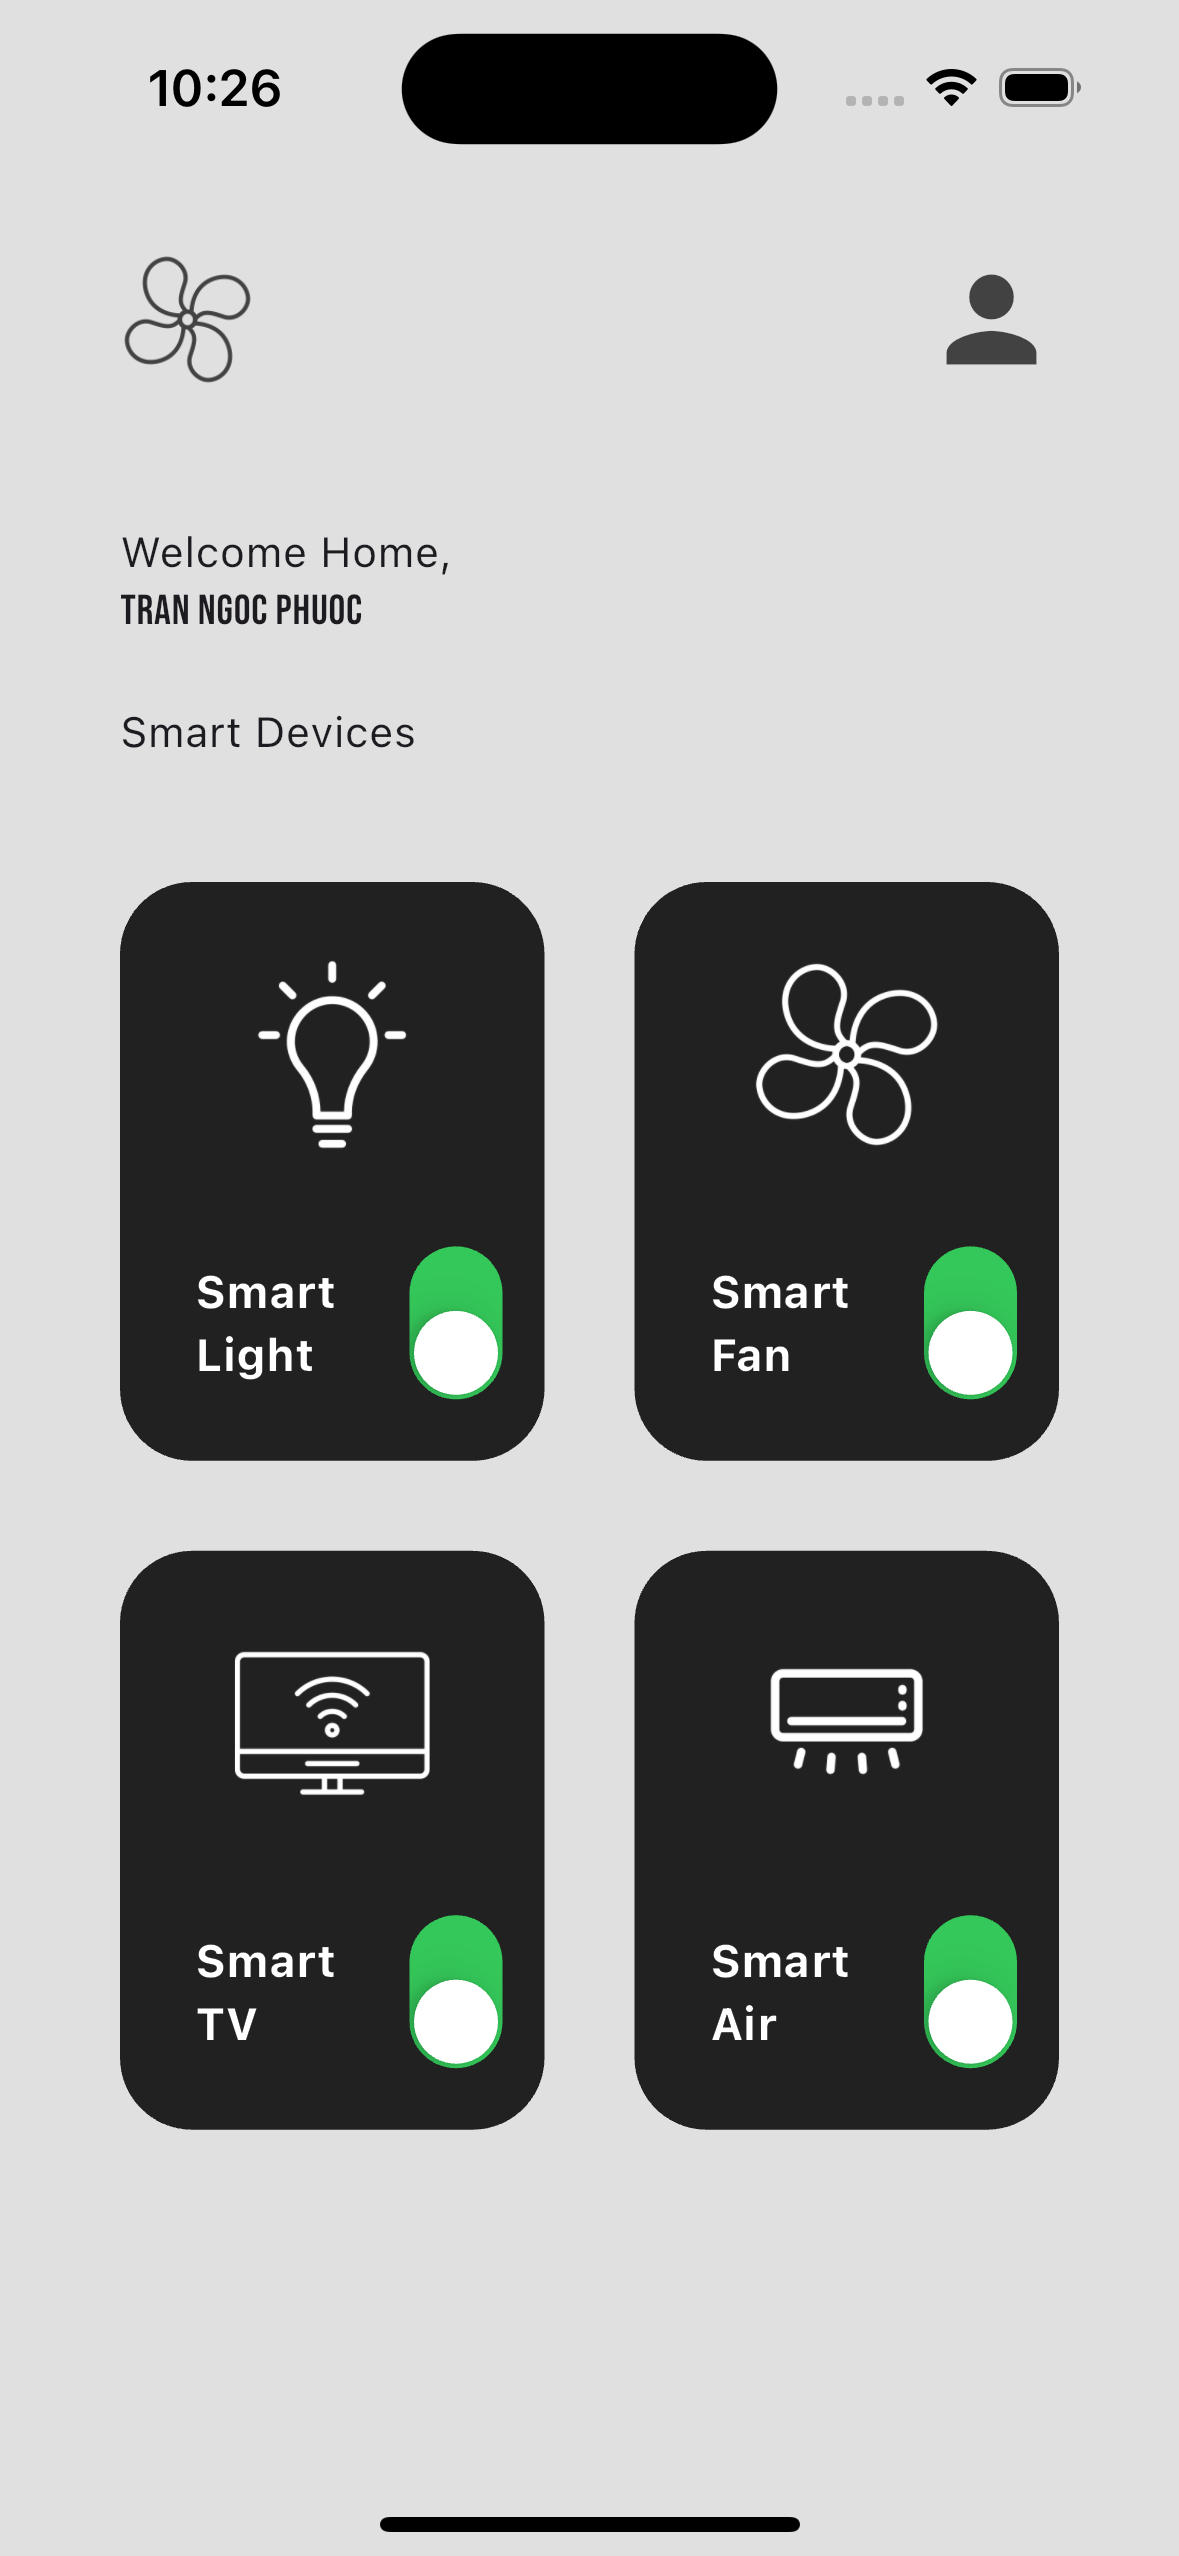 10:26
Welcome Home,
TRAN NGOC PHUOC
Smart Devices
Smart
Light
Smart
Fan
Smart
TV
Smart
Air